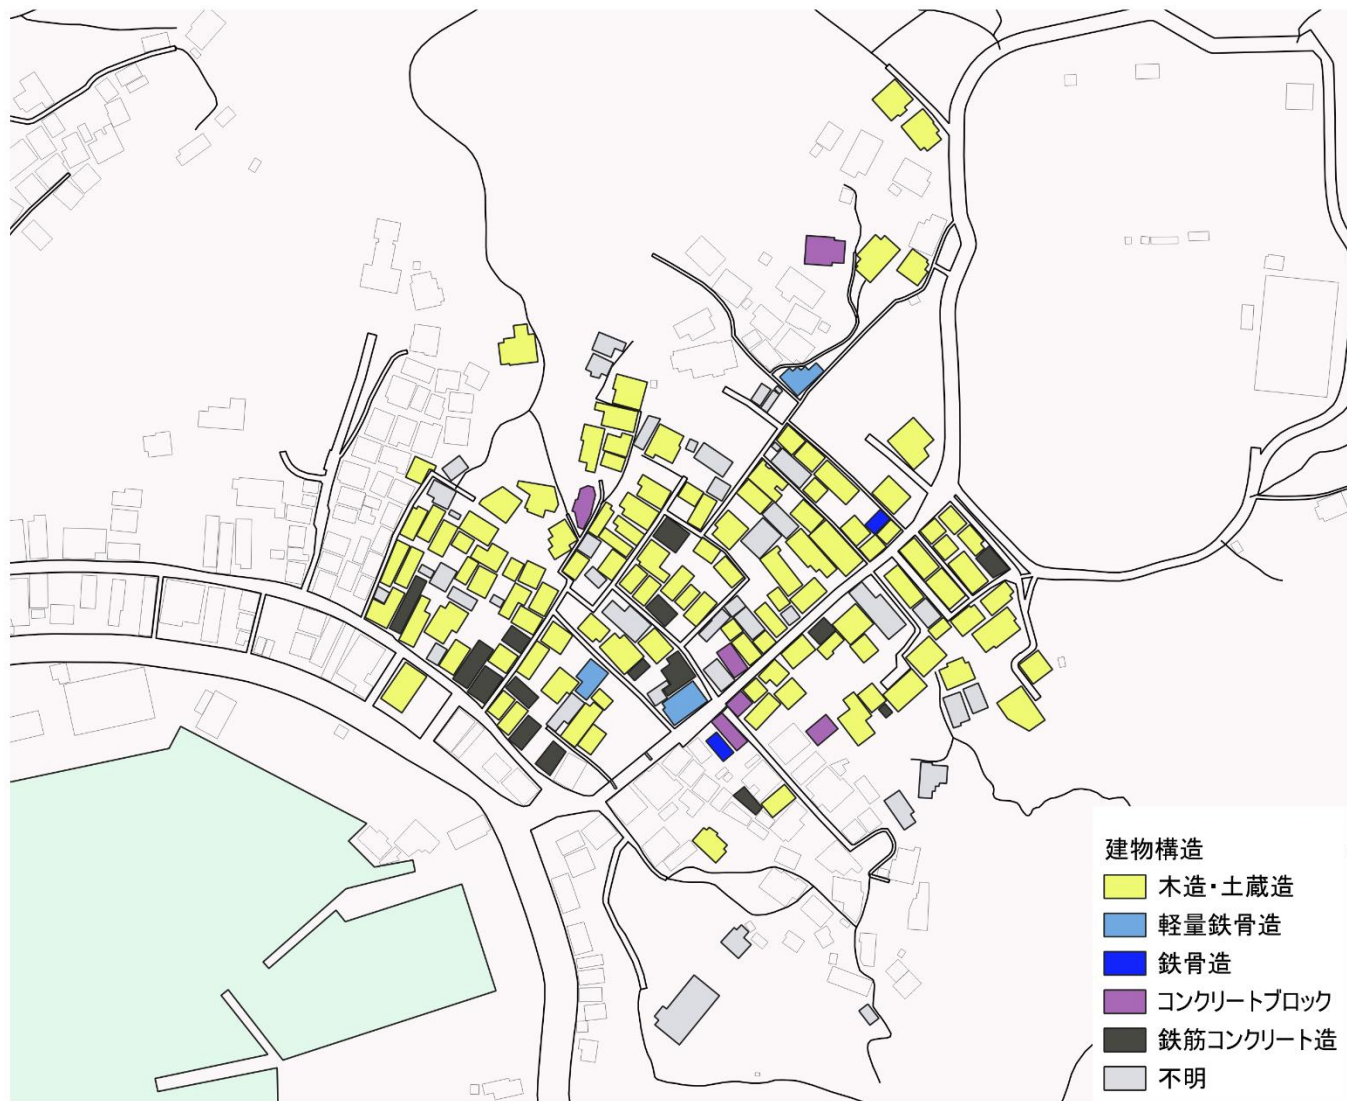 建物構造
木造・土蔵造
軽量鉄骨造
鉄骨造
コンクリートブロック
鉄筋コンクリート造
不明